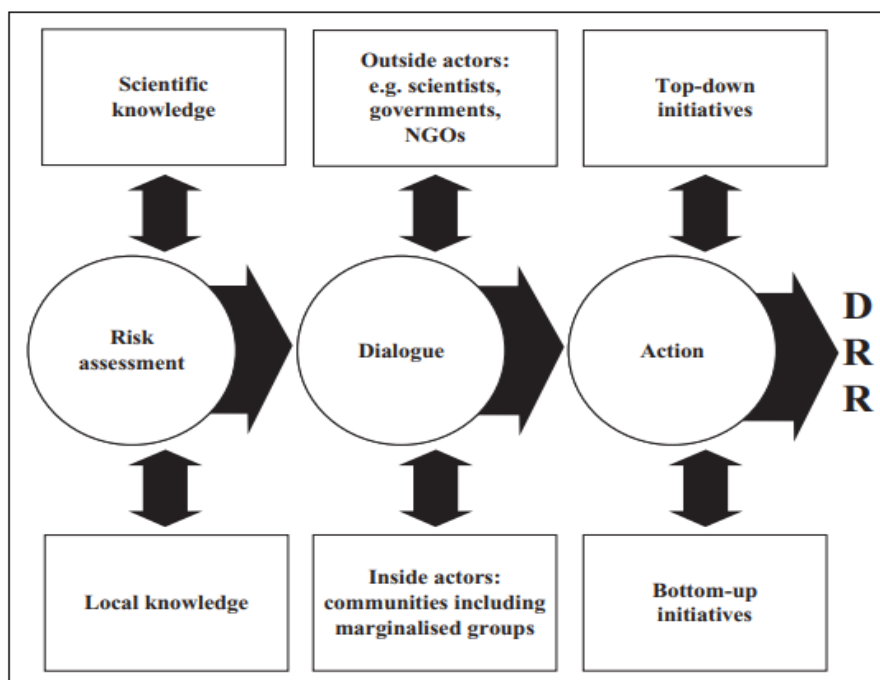 Scientific
knowledge
Outside actors:
e.g. scientists,
governments,
NGOs
Top-down
initiatives
Risk
assessment
Dialogue
Action
D
R
R
Local knowledge
Inside actors:
communities including
marginalised groups
Bottom-up
initiatives